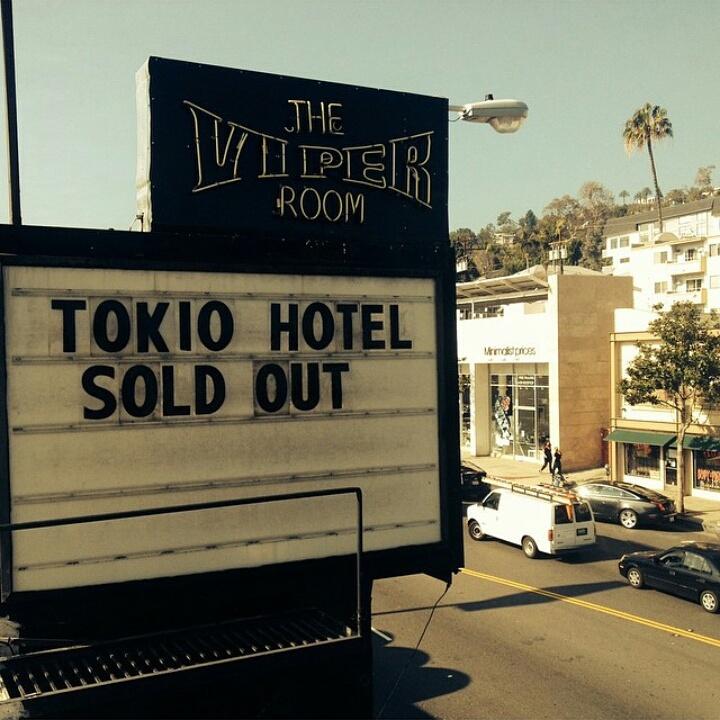 THE
VIPER
ROOM
TOKIO HOTEL
SOLD OUT
Minimalist prices